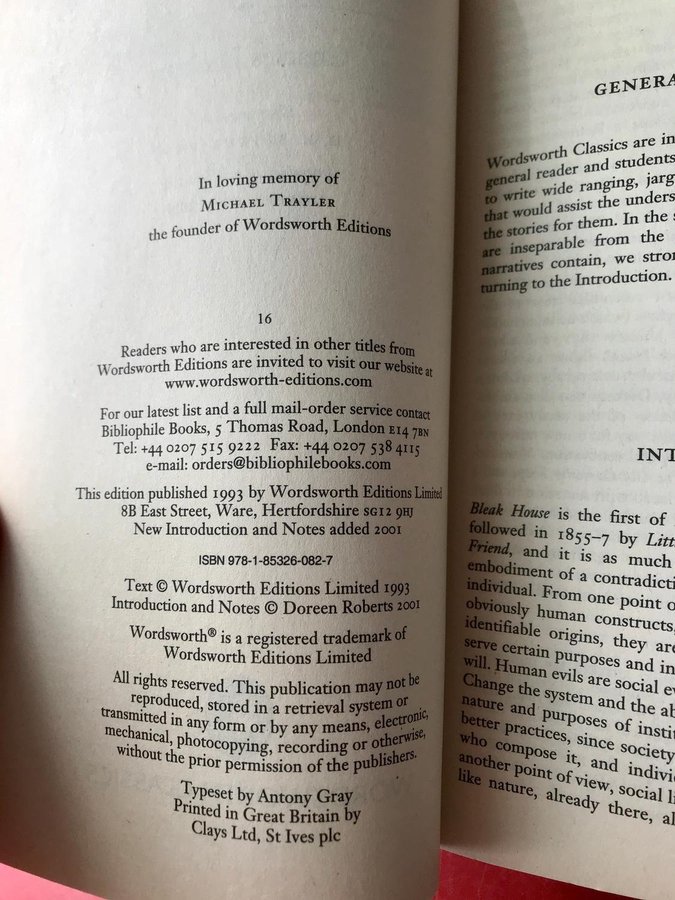 In loving memory of
MICHAEL TRAYLER
the founder of Wordsworth Editions
16
Readers who are interested in other titles from
Wordsworth Editions are invited to visit our website at
www.wordsworth-editions.com
For our latest list and a full mail-order service contact
Bibliophile Books, 5 Thomas Road, London E14 7BN
Tel: +44 0207 515 9222 Fax: +44 0207 538 4115
e-mail: orders@bibliophilebooks.com
This edition published 1993 by Wordsworth Editions Limited
8B East Street, Ware, Hertfordshire SG12 9HJ
New Introduction and Notes added 2001
ISBN 978-1-85326-082-7
Text © Wordsworth Editions Limited 1993
Introduction and Notes © Doreen Roberts 2001
Wordsworth® is a registered trademark of
Wordsworth Editions Limited
All rights reserved. This publication may not be
reproduced, stored in a retrieval system or
transmitted in any form or by any means, electronic,
mechanical, photocopying, recording or otherwise,
without the prior permission of the publishers.
Typeset by Antony Gray
Printed in Great Britain by
Clays Ltd, St Ives plc
GENERA
Wordsworth Classics are in
general reader and students
to write wide ranging, jarg
that would assist the unders
the stories for them. In the s
are inseparable from the
narratives contain, we stron
turning to the Introduction.
INT
Bleak House is the first of
followed in 1855–7 by Litt
Friend, and it is as much
embodiment of a contradicti
individual. From one point o
obviously human constructs,
identifiable origins, they are
serve certain purposes and in
will. Human evils are social ev
Change the system and the ab
nature and purposes of instit
better practices, since society
who compose it, and individ
another point of view, social li
like nature, already there, al